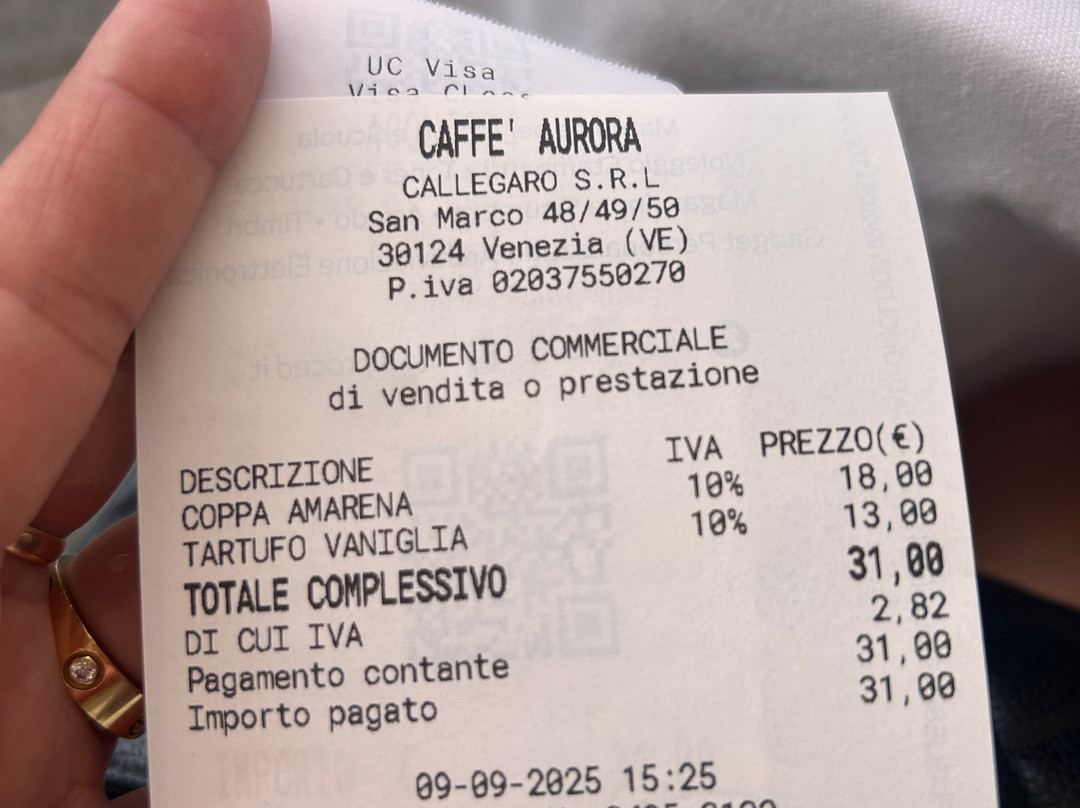 UC Visa
CAFFE' AURORA
CALLEGARO S.R.L
San Marco 48/49/50
30124 Venezia (VE)
P.iva 02037550270
DOCUMENTO COMMERCIALE
di vendita o prestazione
DESCRIZIONE IVA PREZZO(€)
COPPA AMARENA 10% 18,00
TARTUFO VANIGLIA 10% 13,00
TOTALE COMPLESSIVO 31,00
DI CUI IVA 2,82
Pagamento contante 31,00
Importo pagato 31,00
09-09-2025 15:25